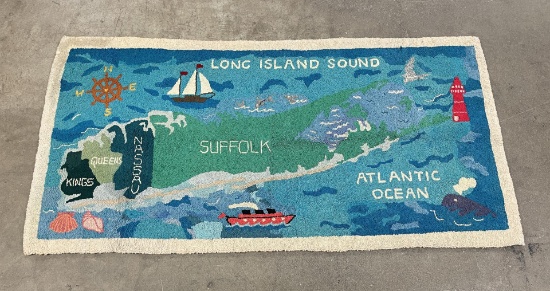 LONG ISLAND SOUND
N
W E
S
SUFFOLK
NASSAU
QUEENS
KINGS
ATLANTIC
OCEAN